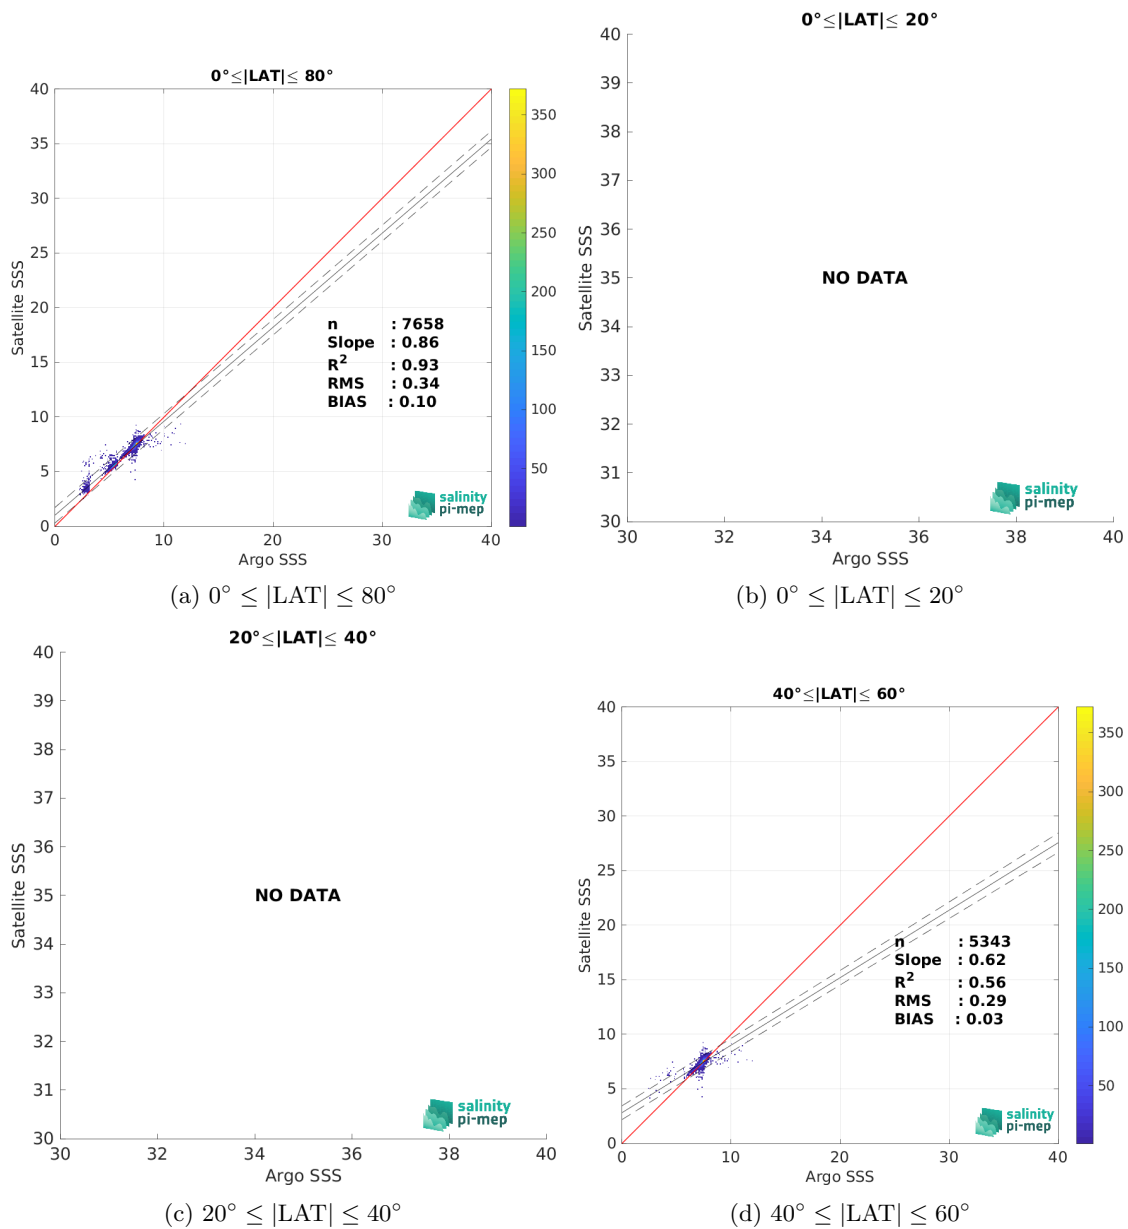 0°≤|LAT|≤ 80°
40
35
30
25
20
15
10
5
0
0
10
20
30
40
Satellite SSS
Argo SSS
n : 7658
Slope : 0.86
R² : 0.93
RMS : 0.34
BIAS : 0.10
salinity
pi-mep
350
300
250
200
150
100
50
(a) 0° ≤ |LAT| ≤ 80°
0°≤|LAT|≤ 20°
40
39
38
37
36
35
34
33
32
31
30
30
32
34
36
38
40
Satellite SSS
Argo SSS
NO DATA
salinity
pi-mep
(b) 0° ≤ |LAT| ≤ 20°
20°≤|LAT|≤ 40°
40
39
38
37
36
35
34
33
32
31
30
30
32
34
36
38
40
Satellite SSS
Argo SSS
NO DATA
salinity
pi-mep
(c) 20° ≤ |LAT| ≤ 40°
40°≤|LAT|≤ 60°
40
35
30
25
20
15
10
5
0
0
10
20
30
40
Satellite SSS
Argo SSS
n : 5343
Slope : 0.62
R² : 0.56
RMS : 0.29
BIAS : 0.03
salinity
pi-mep
350
300
250
200
150
100
50
(d) 40° ≤ |LAT| ≤ 60°